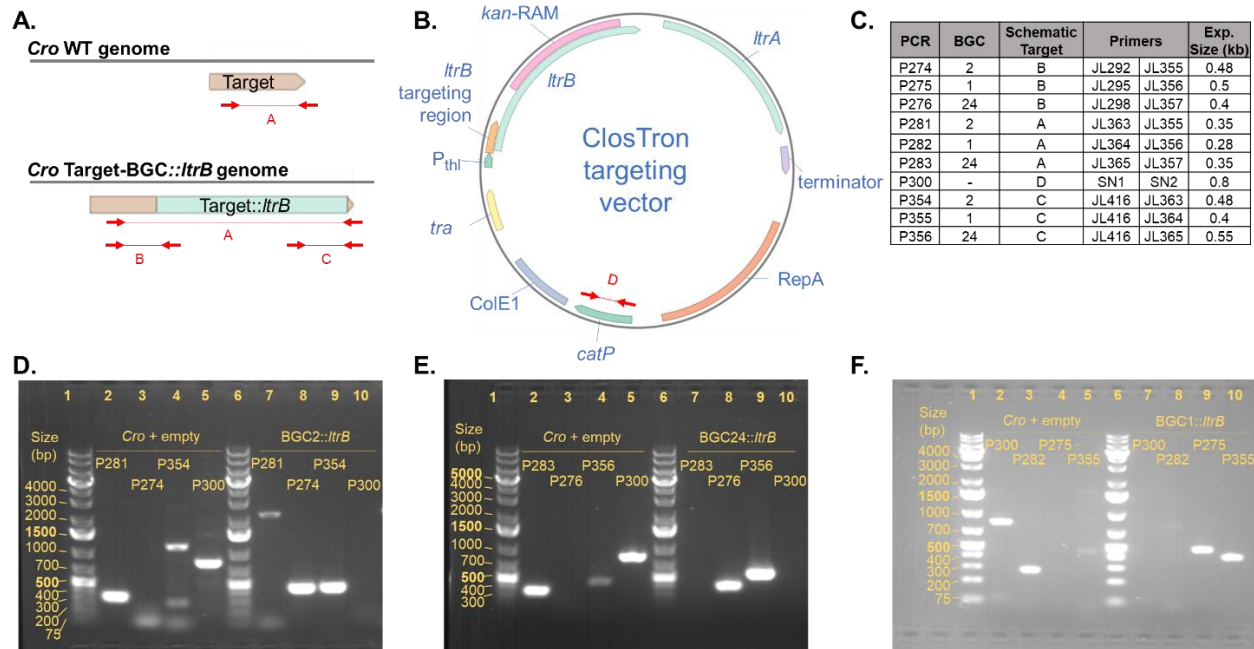 A.
Cro WT genome
Target
A
Cro Target-BGC::ltrB genome
Target::ltrB
A
B
C
B.
kan-RAM
ltrB
ltrA
ltrB
targeting
region
Pthl
ClosTron
targeting
vector
terminator
tra
ColE1
D
catP
RepA
C.
PCR BGC Schematic Target Primers Exp. Size (kb)
P274 2 B JL292 JL355 0.48
P275 1 B JL295 JL356 0.5
P276 24 B JL298 JL357 0.4
P281 2 A JL363 JL355 0.35
P282 1 A JL364 JL356 0.28
P283 24 A JL365 JL357 0.35
P300 - D SN1 SN2 0.8
P354 2 C JL416 JL363 0.48
P355 1 C JL416 JL364 0.4
P356 24 C JL416 JL365 0.55
D.
1 2 3 4 5 6 7 8 9 10
Size
(bp)
Cro + empty
BGC2::ltrB
P281 P354 P281 P354
P274 P300 P274 P300
4000
3000
2000
1500
1000
700
500
400
300
200
75
E.
1 2 3 4 5 6 7 8 9 10
Size
(bp)
Cro + empty
BGC24::ltrB
P283 P356 P283 P356
P276 P300 P276 P300
5000
4000
3000
2000
1500
1000
700
500
400
300
F.
1 2 3 4 5 6 7 8 9 10
Size
(bp)
Cro + empty
BGC1::ltrB
P300 P275 P300 P275
P282 P355 P282 P355
4000
3000
2000
1500
1000
700
500
400
300
200
75